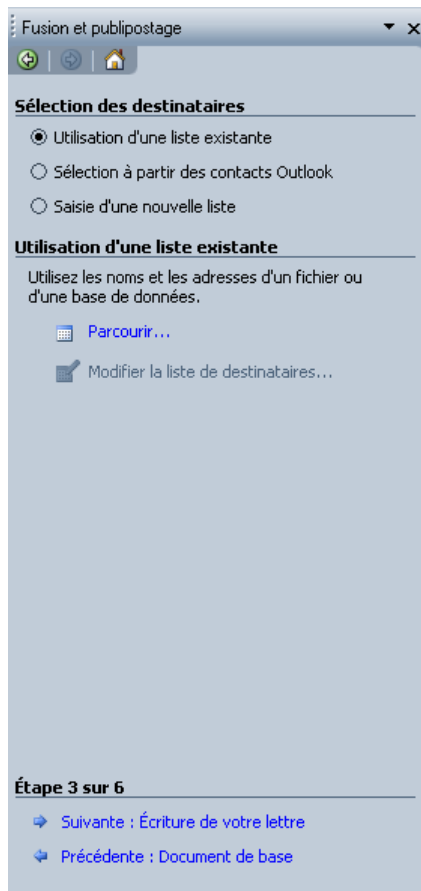 Fusion et publipostage
Sélection des destinataires
Utilisation d'une liste existante
Sélection à partir des contacts Outlook
Saisie d'une nouvelle liste
Utilisation d'une liste existante
Utilisez les noms et les adresses d'un fichier ou
d'une base de données.
Parcourir...
Modifier la liste de destinataires...
Étape 3 sur 6
Suivante : Écriture de votre lettre
Précédente : Document de base